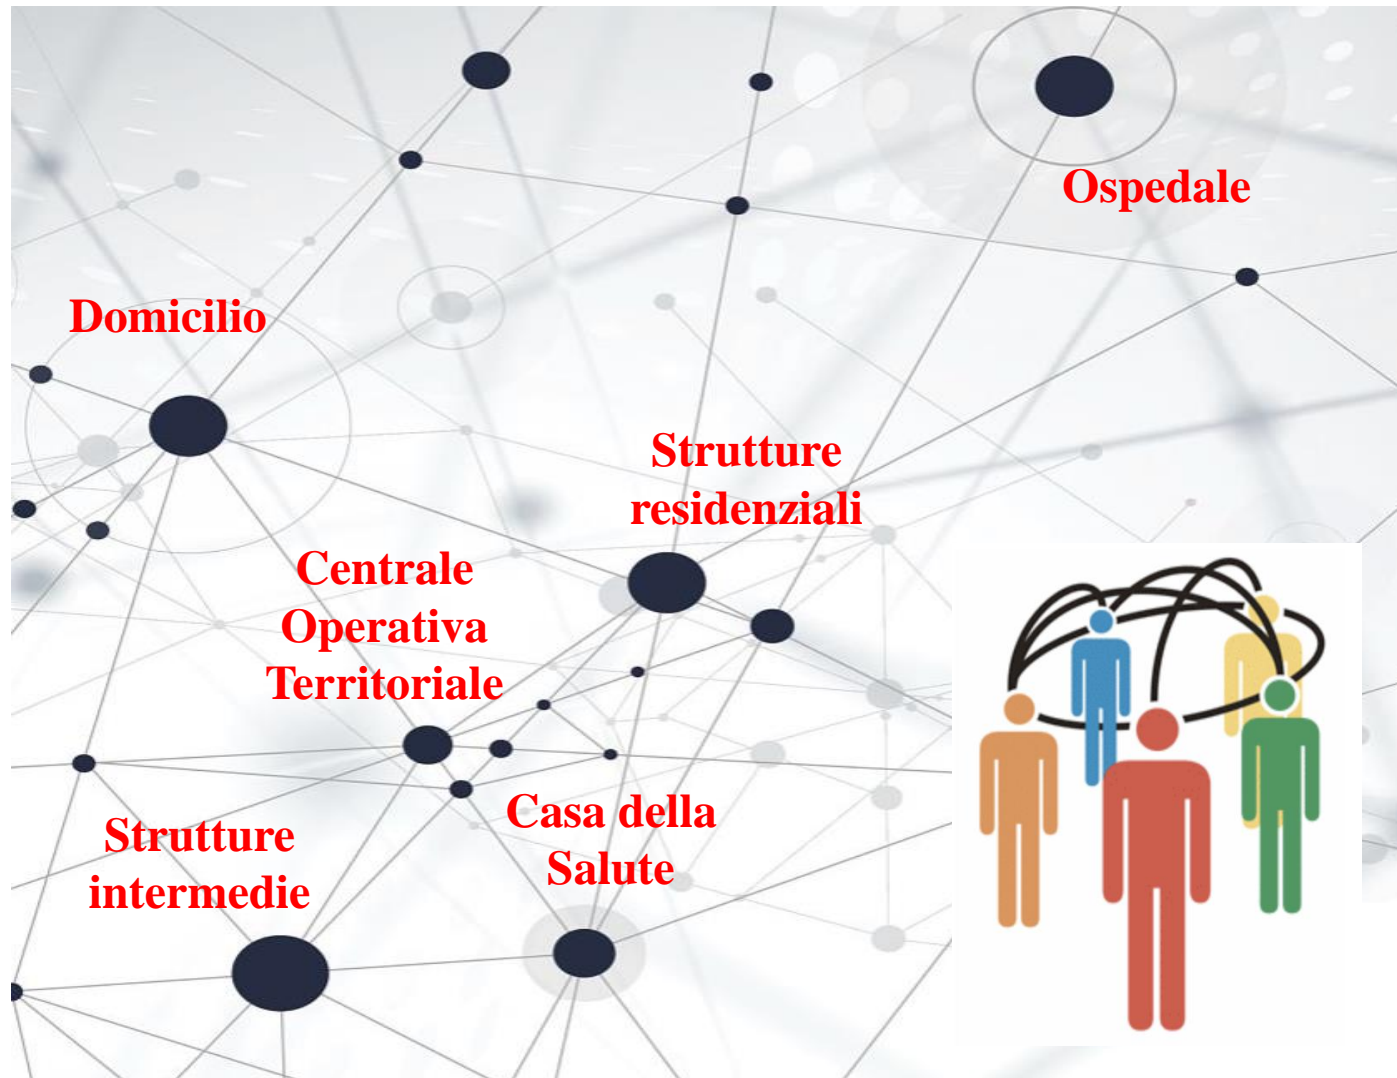 Ospedale
Domicilio
Strutture
residenziali
Centrale
Operativa
Territoriale
Casa della
Salute
Strutture
intermedie